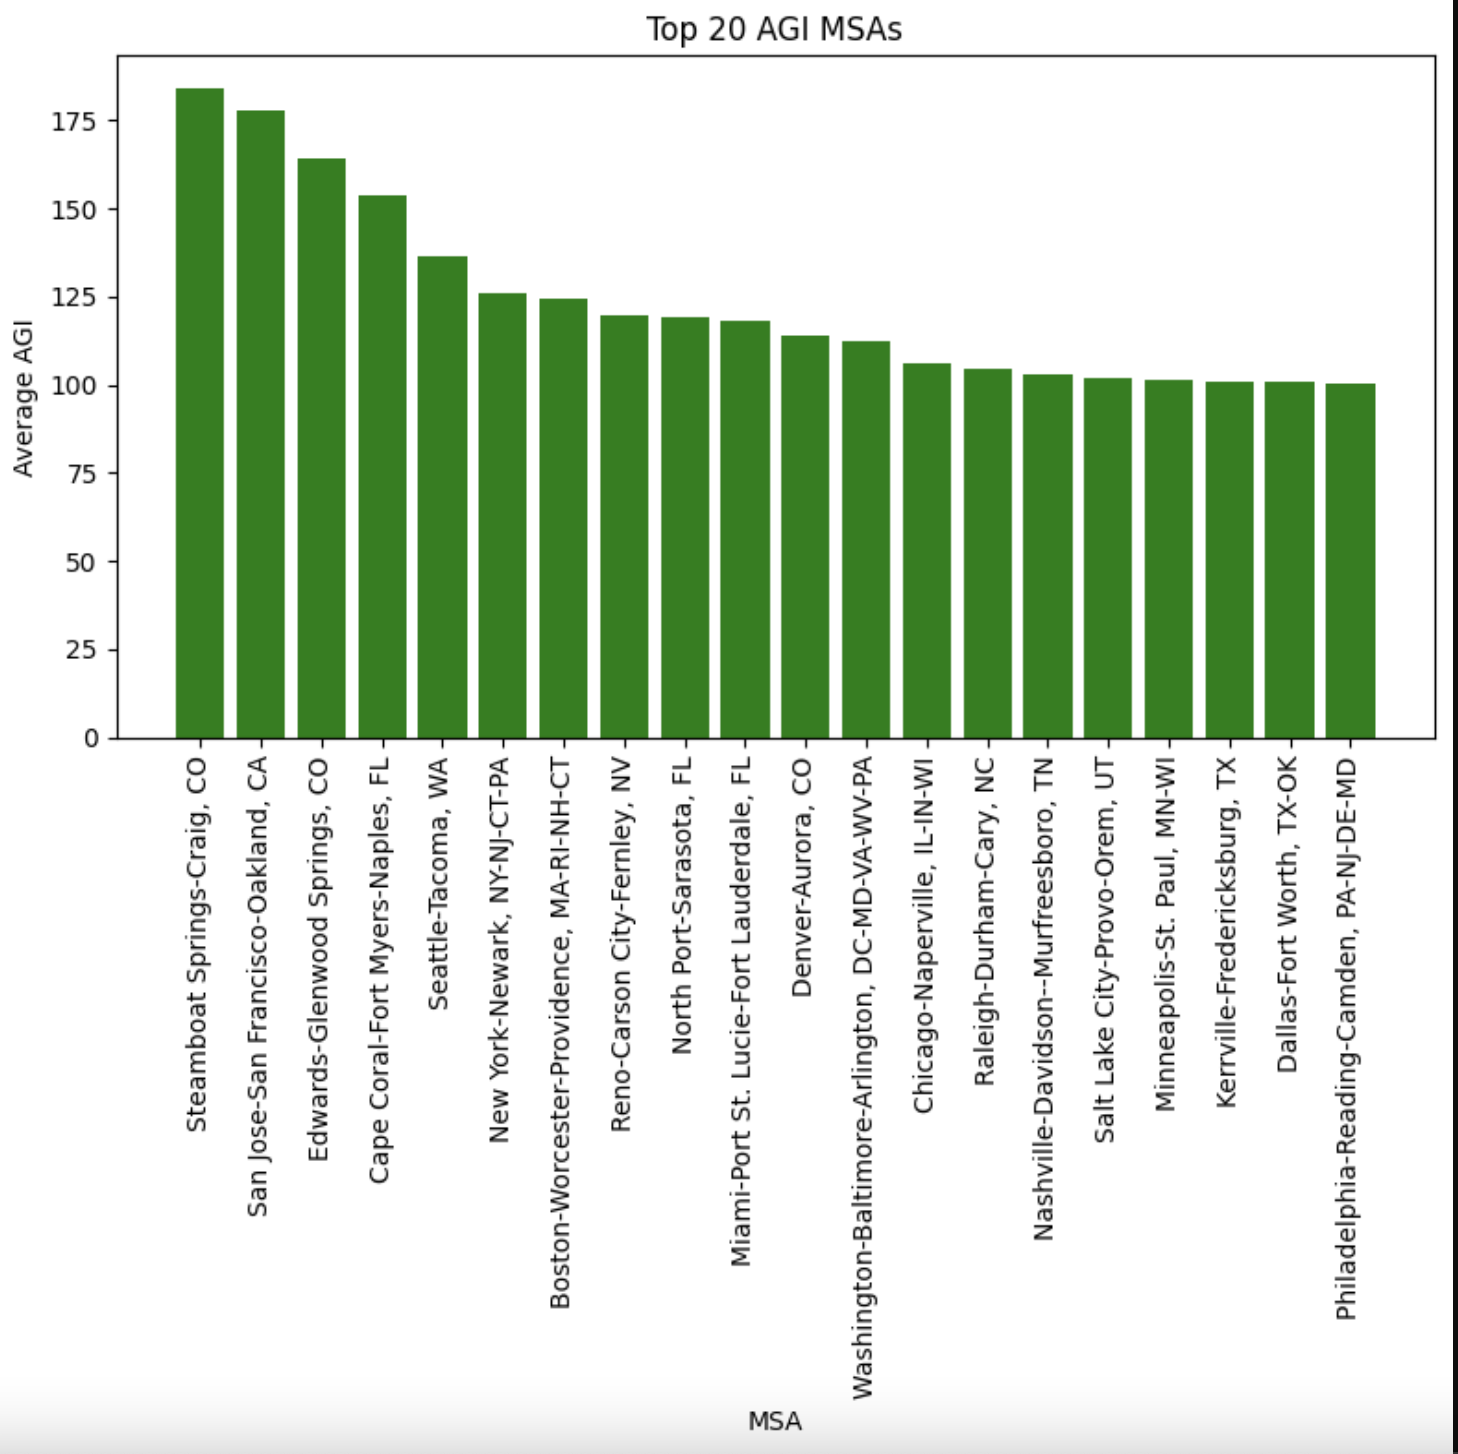 Top 20 AGI MSAs
Average AGI
175
150
125
100
75
50
25
0
Steamboat Springs-Craig, CO
San Jose-San Francisco-Oakland, CA
Edwards-Glenwood Springs, CO
Cape Coral-Fort Myers-Naples, FL
Seattle-Tacoma, WA
New York-Newark, NY-NJ-CT-PA
Boston-Worcester-Providence, MA-RI-NH-CT
Reno-Carson City-Fernley, NV
North Port-Sarasota, FL
Miami-Port St. Lucie-Fort Lauderdale, FL
Denver-Aurora, CO
Washington-Baltimore-Arlington, DC-MD-VA-WV-PA
Chicago-Naperville, IL-IN-WI
Raleigh-Durham-Cary, NC
Nashville-Davidson--Murfreesboro, TN
Salt Lake City-Provo-Orem, UT
Minneapolis-St. Paul, MN-WI
Kerrville-Fredericksburg, TX
Dallas-Fort Worth, TX-OK
Philadelphia-Reading-Camden, PA-NJ-DE-MD
MSA